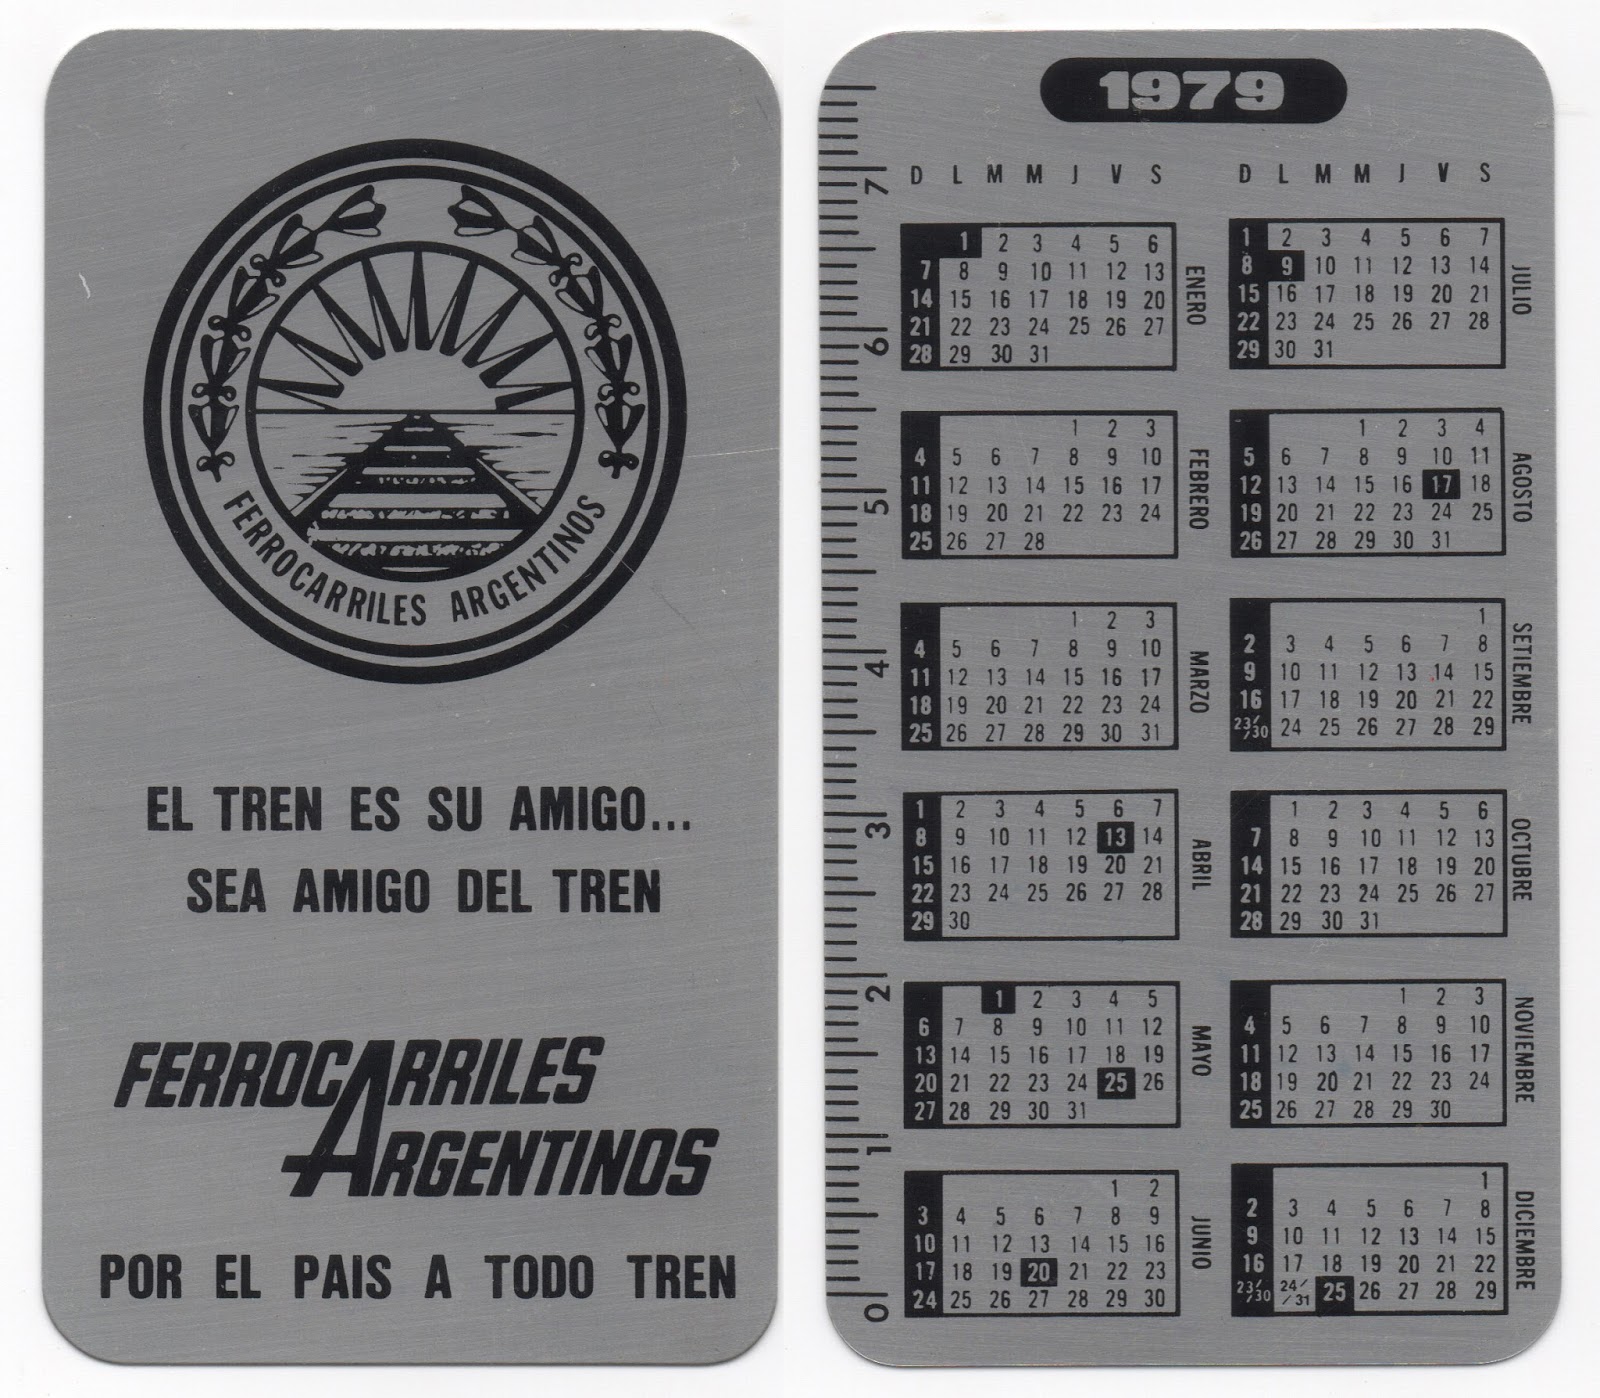 FERROCARRILES ARGENTINOS
EL TREN ES SU AMIGO...
SEA AMIGO DEL TREN
FERROCARRILES
ARGENTINOS
POR EL PAIS A TODO TREN
1979
7
6
5
4
3
2
1
0
D L M M J V S
ENERO
1 2 3 4 5 6
7 8 9 10 11 12 13
14 15 16 17 18 19 20
21 22 23 24 25 26 27
28 29 30 31
FEBRERO
1 2 3
4 5 6 7 8 9 10
11 12 13 14 15 16 17
18 19 20 21 22 23 24
25 26 27 28
MARZO
1 2 3
4 5 6 7 8 9 10
11 12 13 14 15 16 17
18 19 20 21 22 23 24
25 26 27 28 29 30 31
ABRIL
1 2 3 4 5 6 7
8 9 10 11 12 13 14
15 16 17 18 19 20 21
22 23 24 25 26 27 28
29 30
MAYO
1 2 3 4 5
6 7 8 9 10 11 12
13 14 15 16 17 18 19
20 21 22 23 24 25 26
27 28 29 30 31
JUNIO
1 2
3 4 5 6 7 8 9
10 11 12 13 14 15 16
17 18 19 20 21 22 23
24 25 26 27 28 29 30
D L M M J V S
JULIO
1 2 3 4 5 6 7
8 9 10 11 12 13 14
15 16 17 18 19 20 21
22 23 24 25 26 27 28
29 30 31
AGOSTO
1 2 3 4
5 6 7 8 9 10 11
12 13 14 15 16 17 18
19 20 21 22 23 24 25
26 27 28 29 30 31
SETIEMBRE
1
2 3 4 5 6 7 8
9 10 11 12 13 14 15
16 17 18 19 20 21 22
23/30 24 25 26 27 28 29
OCTUBRE
1 2 3 4 5 6
7 8 9 10 11 12 13
14 15 16 17 18 19 20
21 22 23 24 25 26 27
28 29 30 31
NOVIEMBRE
1 2 3
4 5 6 7 8 9 10
11 12 13 14 15 16 17
18 19 20 21 22 23 24
25 26 27 28 29 30
DICIEMBRE
1
2 3 4 5 6 7 8
9 10 11 12 13 14 15
16 17 18 19 20 21 22
23/30 24/31 25 26 27 28 29